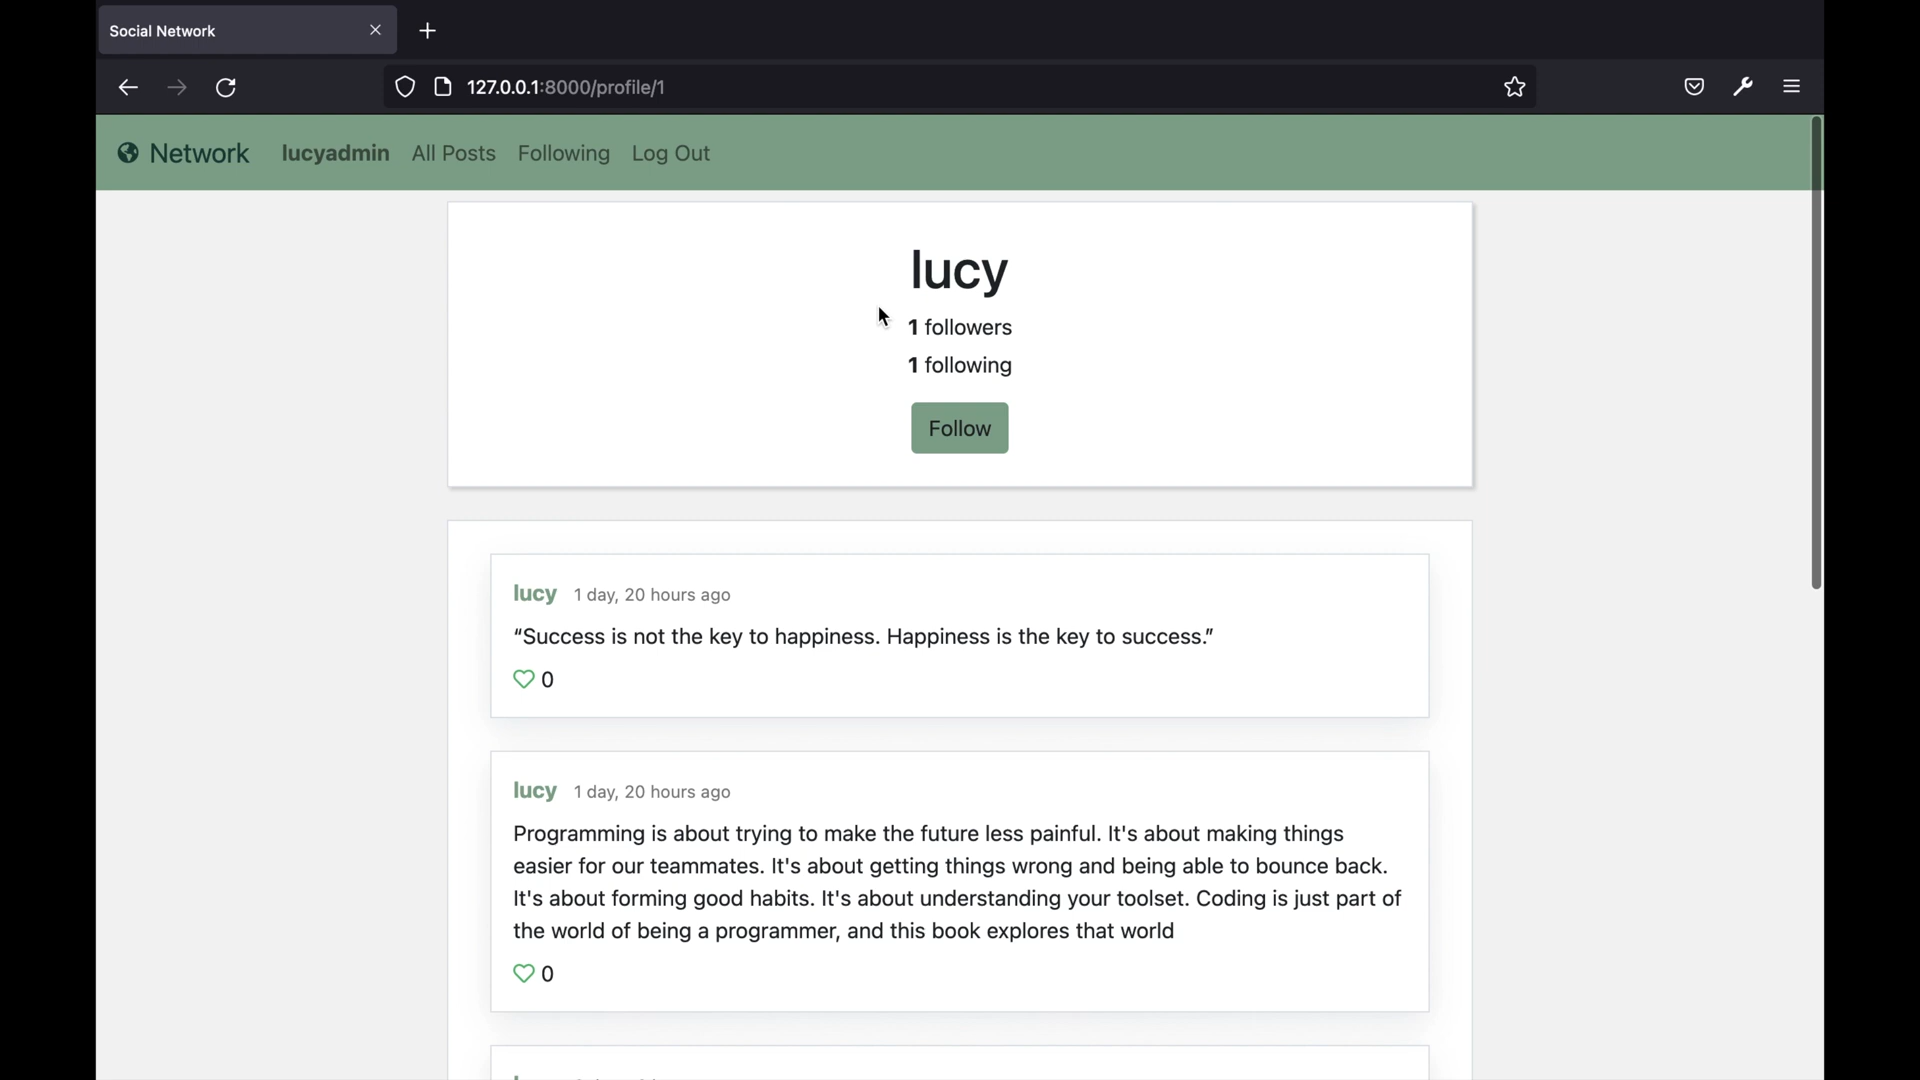 Social Network
127.0.0.1:8000/profile/1
Network lucyadmin All Posts Following Log Out
lucy
1 followers
1 following
Follow
lucy 1 day, 20 hours ago
“Success is not the key to happiness. Happiness is the key to success.”
0
lucy 1 day, 20 hours ago
Programming is about trying to make the future less painful. It's about making things
easier for our teammates. It's about getting things wrong and being able to bounce back.
It's about forming good habits. It's about understanding your toolset. Coding is just part of
the world of being a programmer, and this book explores that world
0